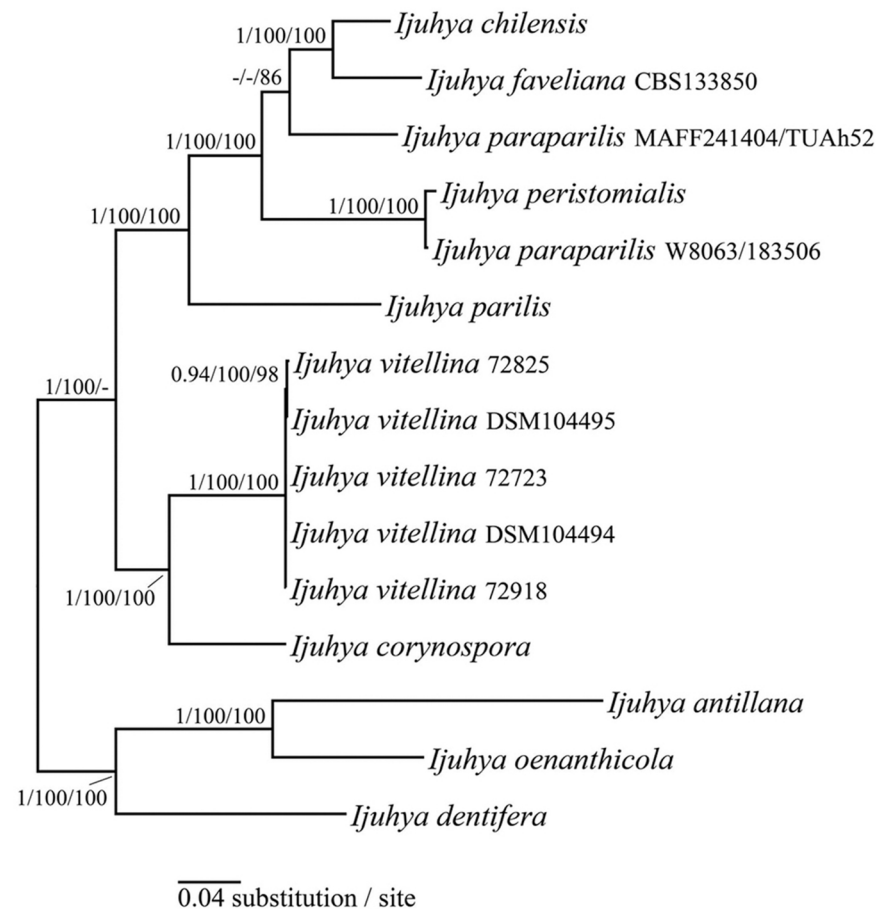 Ijuhya chilensis
1/100/100
Ijuhya faveliana CBS133850
-/-/86
Ijuhya paraparilis MAFF241404/TUAh52
1/100/100
Ijuhya peristomialis
1/100/100
1/100/100
Ijuhya paraparilis W8063/183506
Ijuhya parilis
Ijuhya vitellina 72825
0.94/100/98
1/100/-
Ijuhya vitellina DSM104495
Ijuhya vitellina 72723
1/100/100
Ijuhya vitellina DSM104494
Ijuhya vitellina 72918
1/100/100
Ijuhya corynospora
Ijuhya antillana
1/100/100
Ijuhya oenanthicola
1/100/100
Ijuhya dentifera
0.04 substitution / site